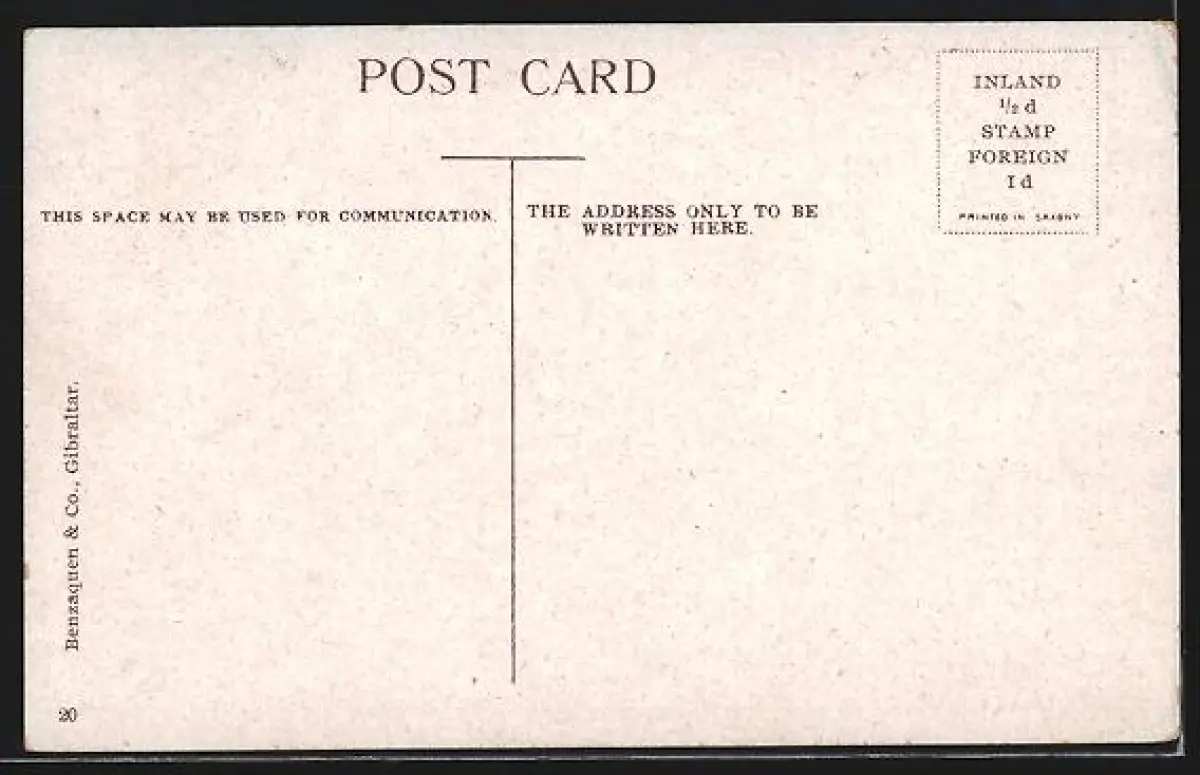 POST CARD
INLAND
½ d
STAMP
FOREIGN
1 d
PRINTED IN SAXONY
THIS SPACE MAY BE USED FOR COMMUNICATION.
THE ADDRESS ONLY TO BE
WRITTEN HERE.
Benzaquen & Co., Gibraltar.
20